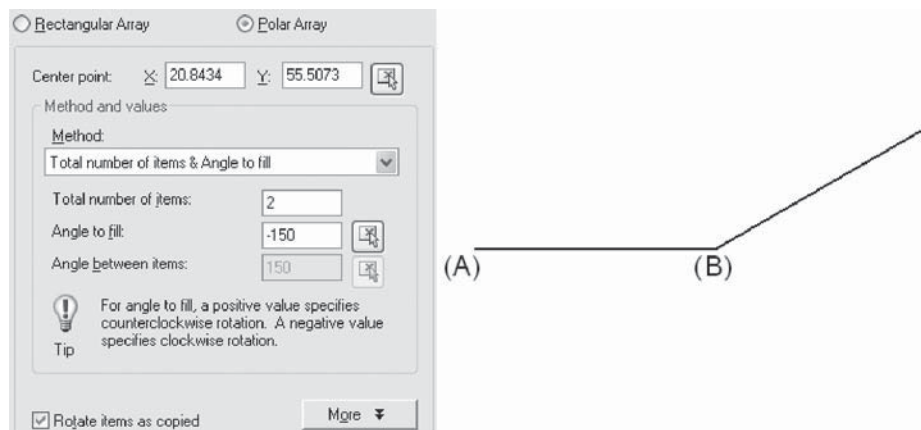 Rectangular Array Polar Array
Center point: X: 20.8434 Y: 55.5073
Method and values
Method:
Total number of items & Angle to fill
Total number of items: 2
Angle to fill: -150
Angle between items: 150
For angle to fill, a positive value specifies
counterclockwise rotation. A negative value
specifies clockwise rotation.
Tip
Rotate items as copied More
(A) (B)